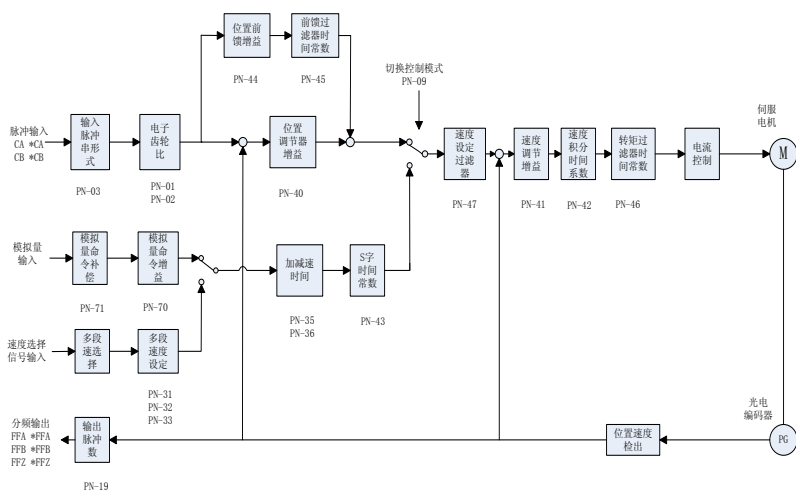 位置前
馈增益
前馈过
滤器时
间常数
PN-44
PN-45
切换控制模式
PN-09
脉冲输入
CA *CA
CB *CB
输入
脉冲
串形
式
PN-03
电子
齿轮
比
PN-01
PN-02
位置
调节器
增益
PN-40
速度
设定
过滤
器
PN-47
速度
调节
增益
PN-41
速度
积分
时间
系数
PN-42
转矩过
滤器时
间常数
PN-46
电流
控制
伺服
电机
M
模拟量
输入
模拟
量命
令补
偿
PN-71
模拟
量命
令增
益
PN-70
加减速
时间
PN-35
PN-36
S字
时间
常数
PN-43
速度选择
信号输入
多段
速选
择
多段
速度
设定
PN-31
PN-32
PN-33
分频输出
FFA *FFA
FFB *FFB
FFZ *FFZ
输出
脉冲
数
PN-19
位置速度
检出
光电
编码器
PG